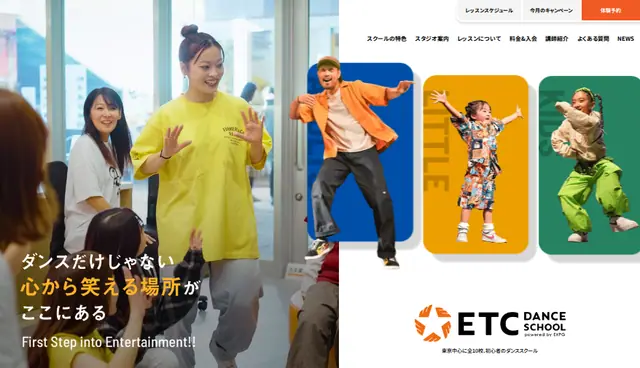 レッスンスケジュール
今月のキャンペーン
体験予約
スクールの特色
スタジオ案内
レッスンについて
料金&入会
講師紹介
よくある質問
NEWS
LITTLE
KIDS
ダンスだけじゃない
心から笑える場所が
ここにある
First Step into Entertainment!!
ETC DANCE
SCHOOL
powered by EXPG
東京中心に全10校、初心者のダンススクール